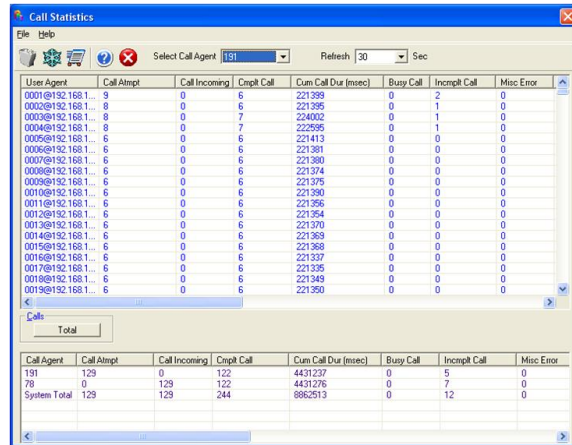 Call Statistics
File Help
Select Call Agent 191 Refresh 30 Sec
User Agent Call Atmpt Call Incoming Cmplt Call Cum Call Dur (msec) Busy Call Incmplt Call Misc Error
0001@192.168.1... 9 0 6 221399 0 2 0
0002@192.168.1... 8 0 6 221395 0 1 0
0003@192.168.1... 8 0 7 224002 0 1 0
0004@192.168.1... 8 0 7 222595 0 1 0
0005@192.168.1... 6 0 6 221413 0 0 0
0006@192.168.1... 6 0 6 221381 0 0 0
0007@192.168.1... 6 0 6 221380 0 0 0
0008@192.168.1... 6 0 6 221374 0 0 0
0009@192.168.1... 6 0 6 221375 0 0 0
0010@192.168.1... 6 0 6 221390 0 0 0
0011@192.168.1... 6 0 6 221356 0 0 0
0012@192.168.1... 6 0 6 221354 0 0 0
0013@192.168.1... 6 0 6 221370 0 0 0
0014@192.168.1... 6 0 6 221369 0 0 0
0015@192.168.1... 6 0 6 221368 0 0 0
0016@192.168.1... 6 0 6 221337 0 0 0
0017@192.168.1... 6 0 6 221335 0 0 0
0018@192.168.1... 6 0 6 221349 0 0 0
0019@192.168.1... 6 0 6 221350 0 0 0
Calls
Total
Call Agent Call Atmpt Call Incoming Cmplt Call Cum Call Dur (msec) Busy Call Incmplt Call Misc Error
191 129 0 122 4431237 0 5 0
78 0 129 122 4431276 0 7 0
System Total 129 129 244 8862513 0 12 0